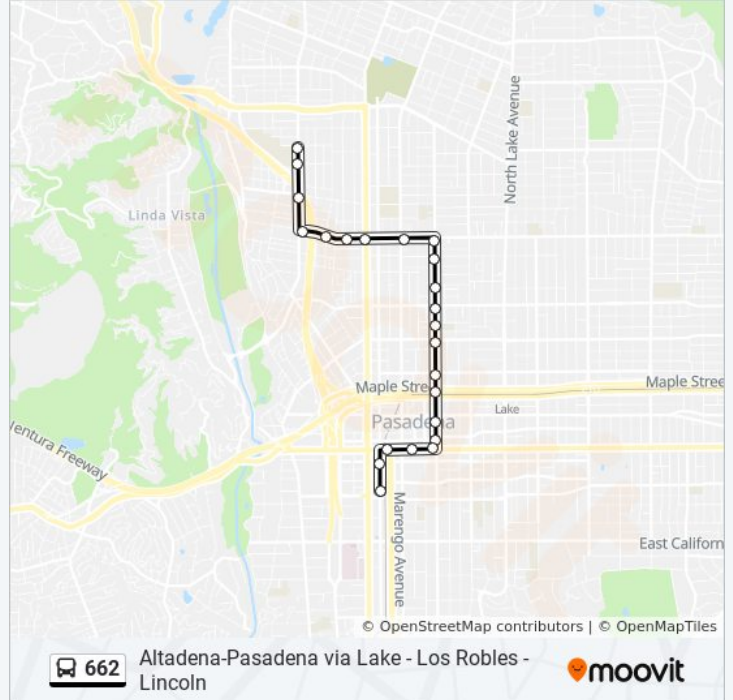 North Lake Avenue
Linda Vista
Maple Stre
Maple Stree
Lake
Pasadena
entura Freeway
Marengo Avenue
East Californ
© OpenStreetMap contributors | © OpenMapTiles
662
Altadena-Pasadena via Lake - Los Robles -
Lincoln
moovit